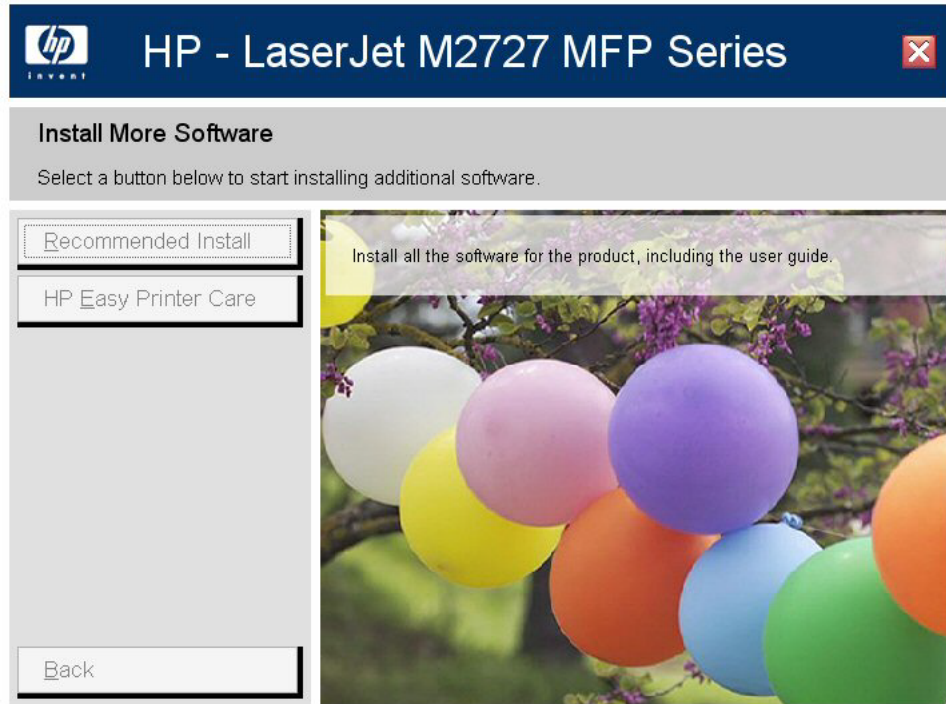 hp
invent
HP - LaserJet M2727 MFP Series
Install More Software
Select a button below to start installing additional software.
Recommended Install
Install all the software for the product, including the user guide.
HP Easy Printer Care
Back